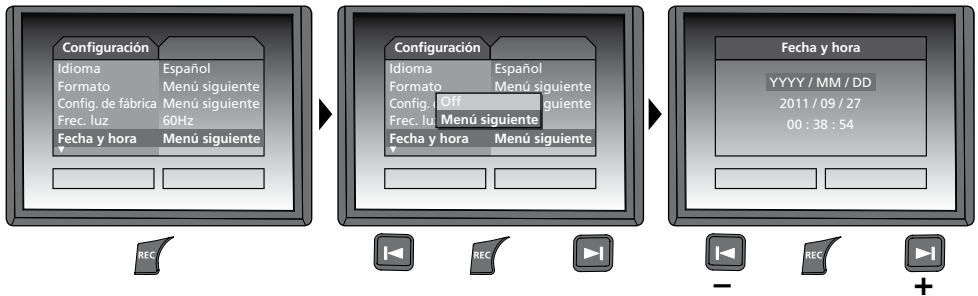 Configuración
Idioma Español
Formato Menú siguiente
Config. de fábrica Menú siguiente
Frec. luz 60Hz
Fecha y hora Menú siguiente
REC
Configuración
Idioma Español
Formato Menú siguiente
Config. guiente
Off
Frec. lu
Menú siguiente
Fecha y hora Menú siguiente
REC
Fecha y hora
YYYY / MM / DD
2011 / 09 / 27
00 : 38 : 54
REC
– +